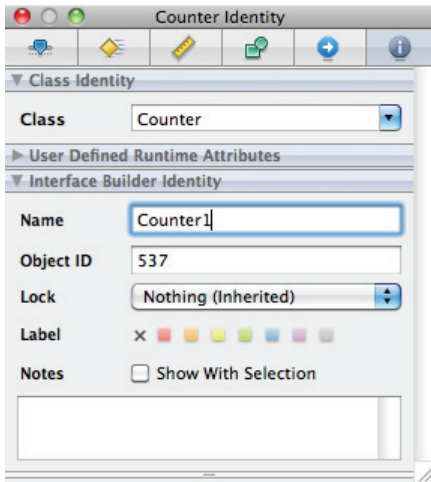 Counter Identity
Class Identity
Class Counter
User Defined Runtime Attributes
Interface Builder Identity
Name Counter1
Object ID 537
Lock Nothing (Inherited)
Label
Notes Show With Selection